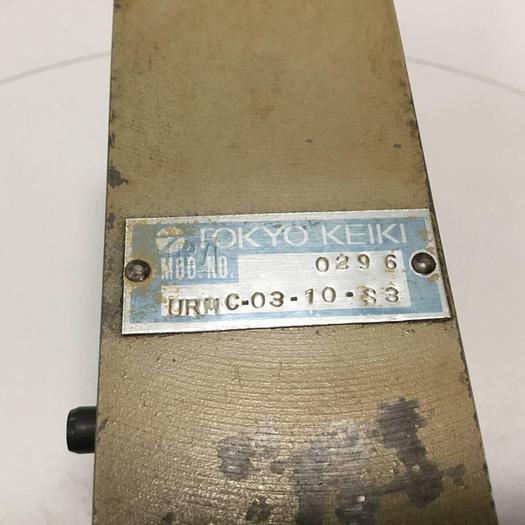 TOKYO KEIKI
MOD. NO. 0296
URMC-03-10-S3